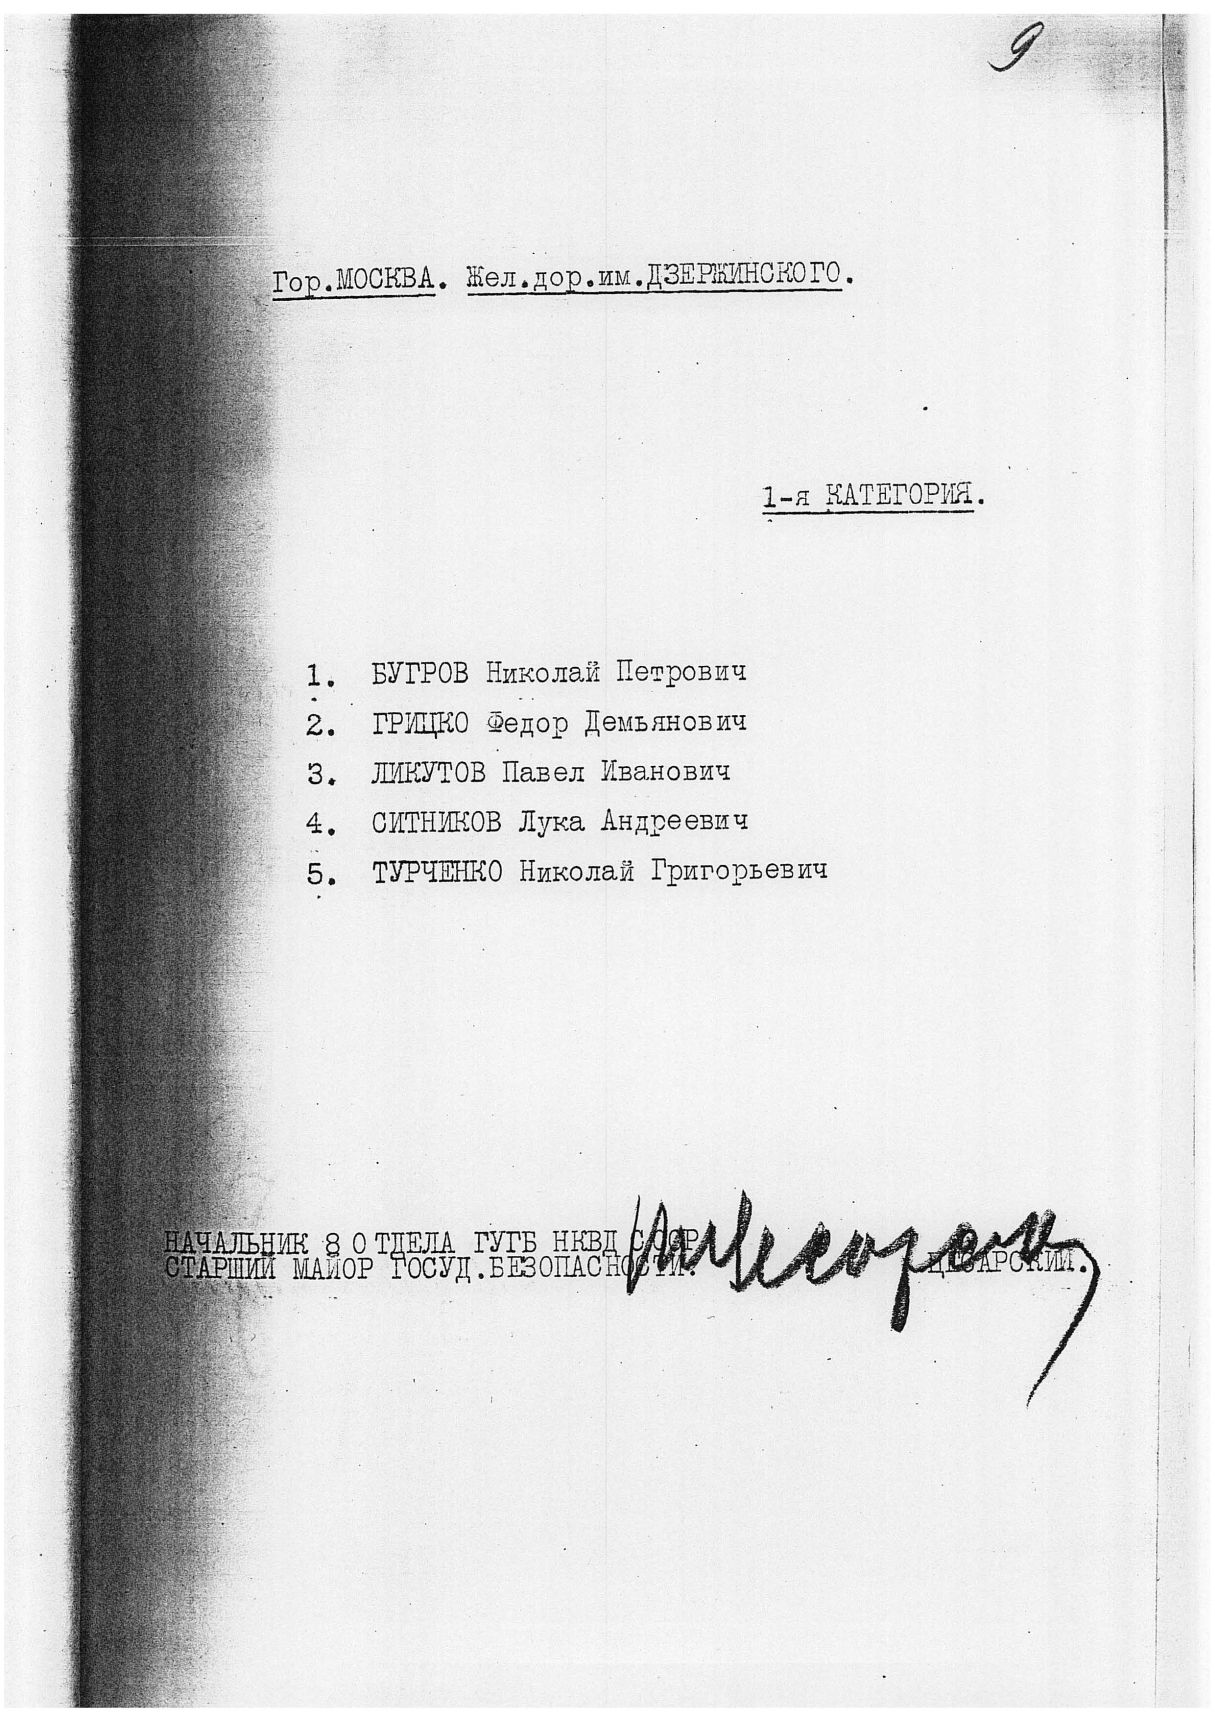 9
Гор.МОСКВА. Жел.дор.им.ДЗЕРЖИНСКОГО.
1-я КАТЕГОРИЯ.
1. БУГРОВ Николай Петрович
2. ГРИЦКО Федор Демьянович
3. ЛИКУТОВ Павел Иванович
4. СИТНИКОВ Лука Андреевич
5. ТУРЧЕНКО Николай Григорьевич
НАЧАЛЬНИК 8 ОТДЕЛА ГУГБ НКВД СССР
СТАРШИЙ МАЙОР ГОСУД.БЕЗОПАСНОСТИ. ЦЕСАРСКИЙ.